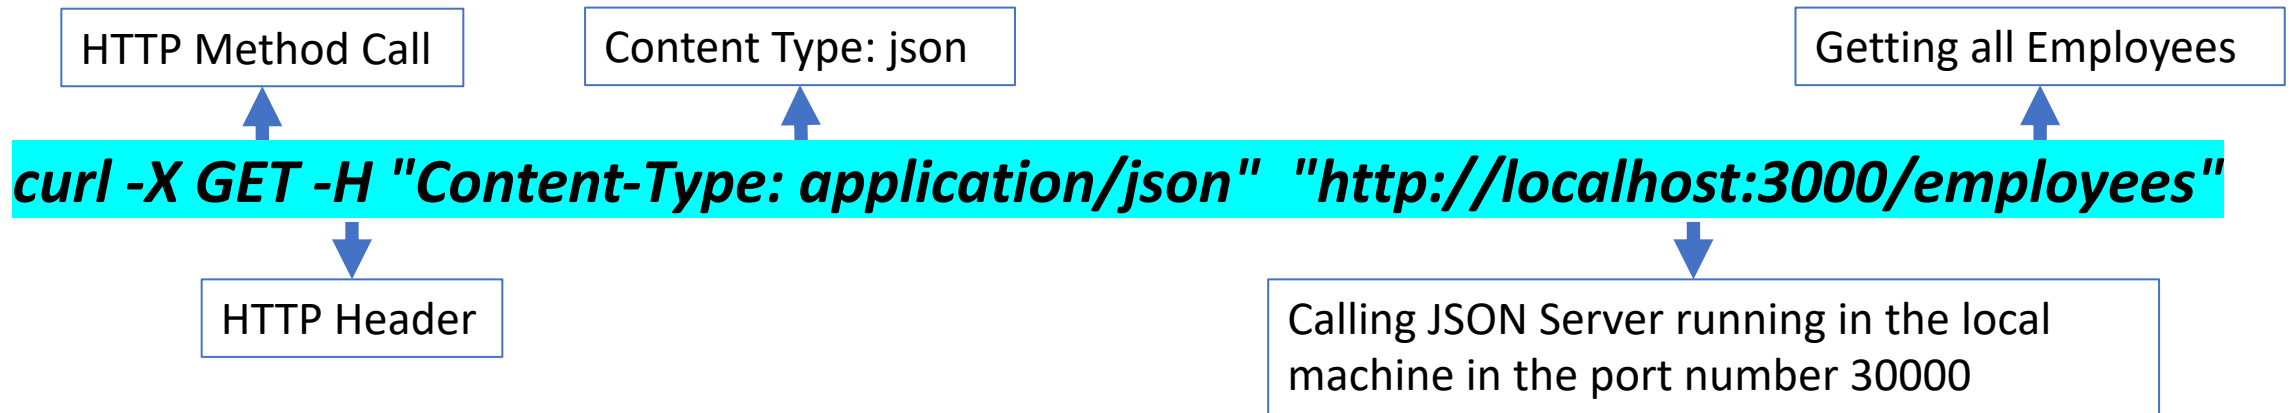 HTTP Method Call
Content Type: json
Getting all Employees
curl -X GET -H "Content-Type: application/json" "http://localhost:3000/employees"
HTTP Header
Calling JSON Server running in the local
machine in the port number 30000